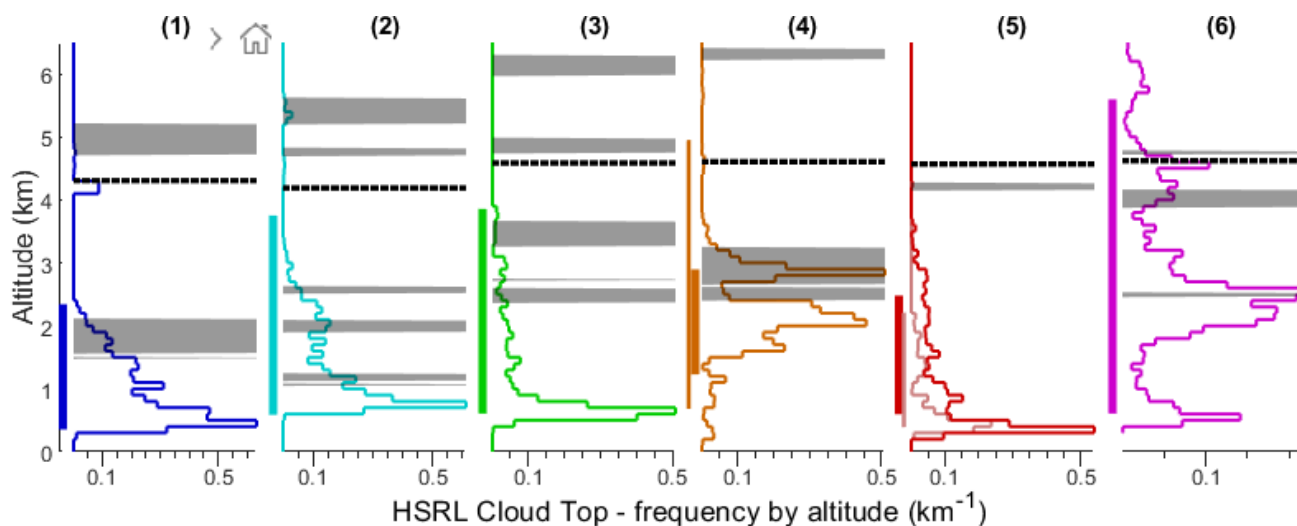 (1) (2) (3) (4) (5) (6)
6
5
4
3
2
1
0
Altitude (km)
0.1 0.5 0.1 0.5 0.1 0.5 0.1 0.5 0.1 0.5 0.1
HSRL Cloud Top - frequency by altitude (km⁻¹)